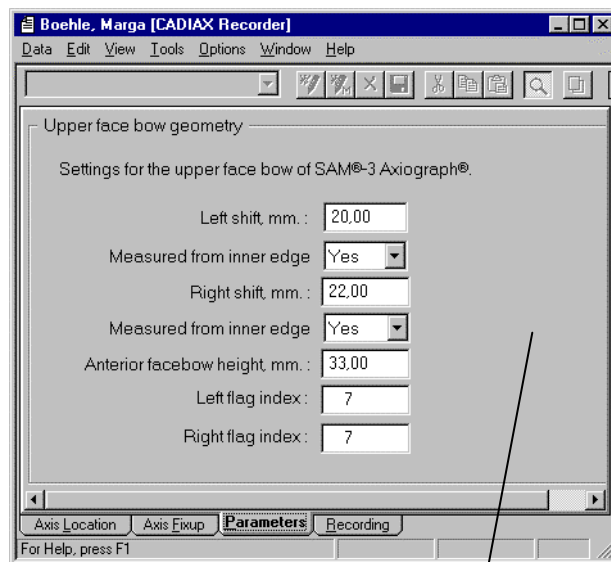 Boehle, Marga [CADIAX Recorder]
Data Edit View Tools Options Window Help
Upper face bow geometry
Settings for the upper face bow of SAM®-3 Axiograph®.
Left shift, mm. : 20,00
Measured from inner edge Yes
Right shift, mm. : 22,00
Measured from inner edge Yes
Anterior facebow height, mm. : 33,00
Left flag index : 7
Right flag index : 7
Axis Location Axis Fixup Parameters Recording
For Help, press F1